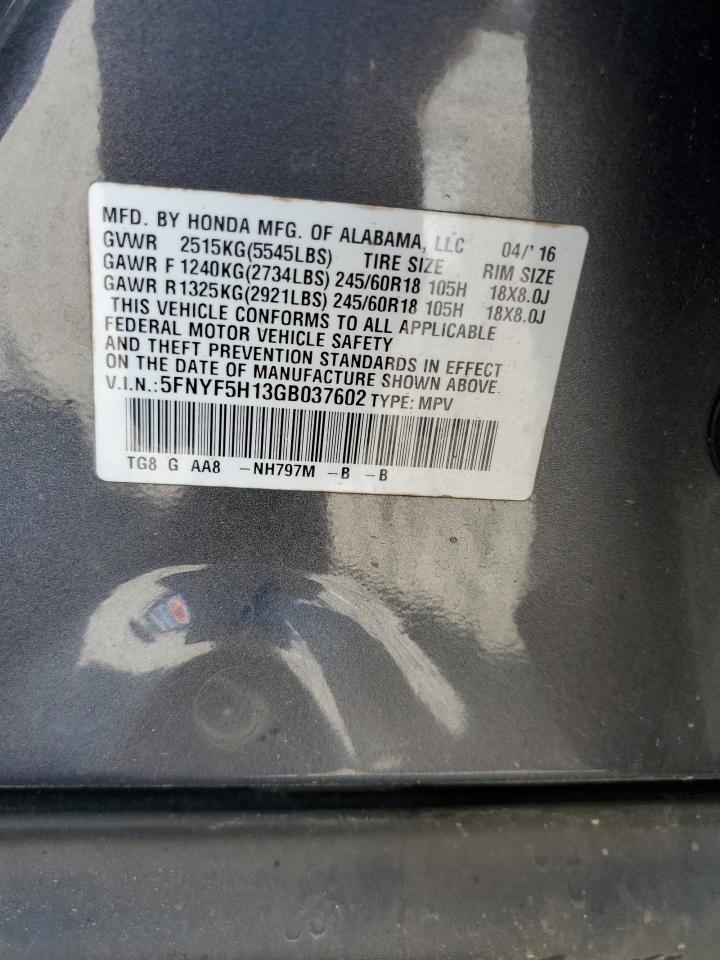 MFD. BY HONDA MFG. OF ALABAMA, LLC 04/'16
GVWR 2515KG(5545LBS) TIRE SIZE RIM SIZE
GAWR F 1240KG(2734LBS) 245/60R18 105H 18X8.0J
GAWR R1325KG(2921LBS) 245/60R18 105H 18X8.0J
THIS VEHICLE CONFORMS TO ALL APPLICABLE
FEDERAL MOTOR VEHICLE SAFETY
AND THEFT PREVENTION STANDARDS IN EFFECT
ON THE DATE OF MANUFACTURE SHOWN ABOVE.
V.I.N.:5FNYF5H13GB037602 TYPE: MPV
TG8 G AA8 -NH797M -B -B